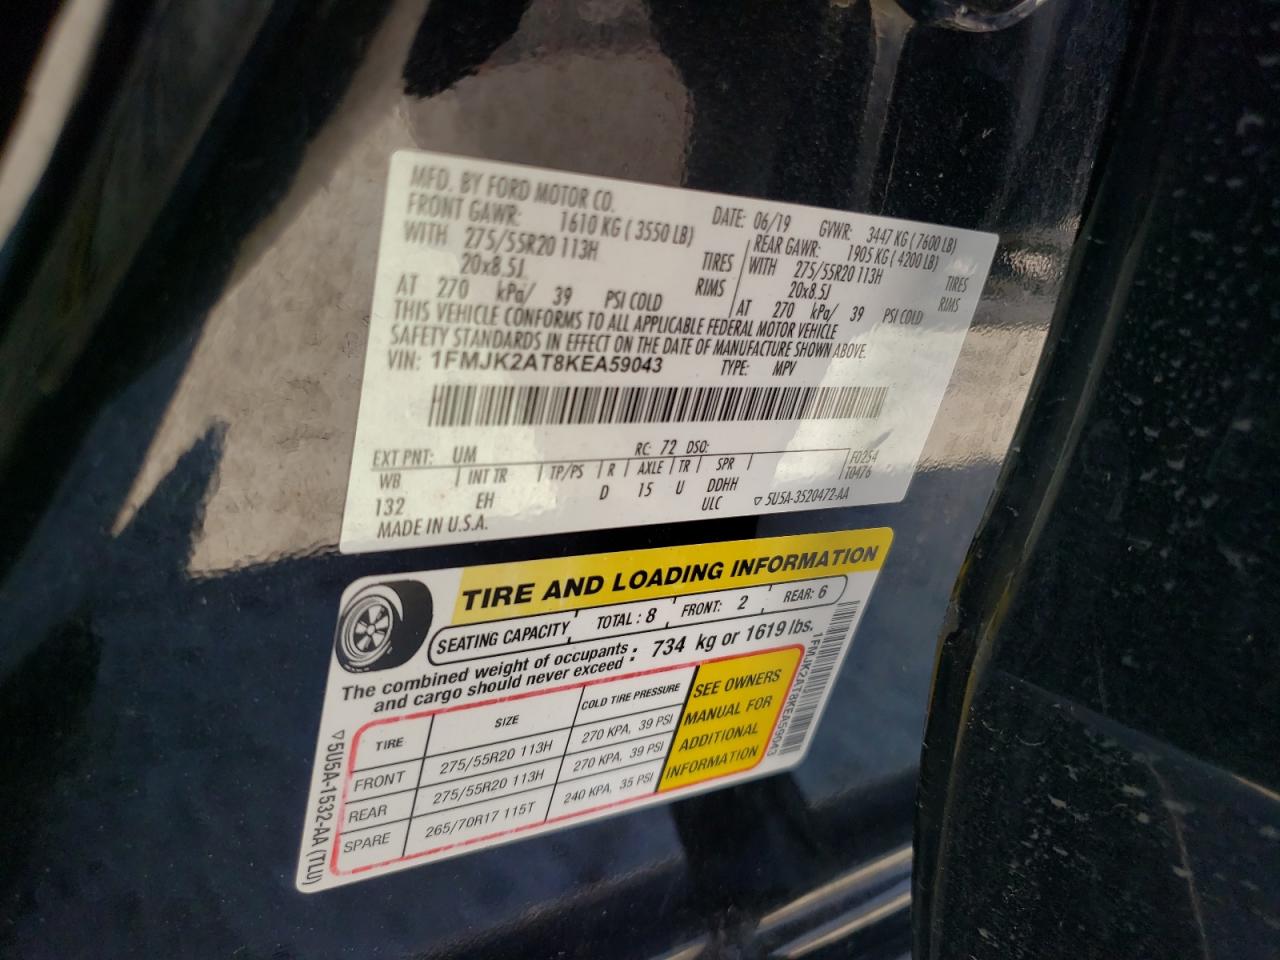 MFD. BY FORD MOTOR CO.
DATE: 06/19 GVWR: 3447 KG ( 7600 LB)
FRONT GAWR: 1610 KG ( 3550 LB) REAR GAWR: 1905 KG ( 4200 LB)
WITH 275/55R20 113H TIRES WITH 275/55R20 113H TIRES
20x8.5J RIMS 20x8.5J RIMS
AT 270 kPa/ 39 PSI COLD AT 270 kPa/ 39 PSI COLD
THIS VEHICLE CONFORMS TO ALL APPLICABLE FEDERAL MOTOR VEHICLE
SAFETY STANDARDS IN EFFECT ON THE DATE OF MANUFACTURE SHOWN ABOVE.
VIN: 1FMJK2AT8KEA59043 TYPE: MPV
EXT PNT: UM RC: 72 DSO:
WB INT TR TP/PS R AXLE TR SPR F0254
132 EH D 15 U DDHH T0476
ULC ▽ 5U5A-3520472-AA
MADE IN U.S.A.
TIRE AND LOADING INFORMATION
SEATING CAPACITY TOTAL : 8 FRONT: 2 REAR: 6
The combined weight of occupants : 734 kg or 1619 lbs.
and cargo should never exceed
TIRE SIZE COLD TIRE PRESSURE
FRONT 275/55R20 113H 270 KPA, 39 PSI
REAR 275/55R20 113H 270 KPA, 39 PSI
SPARE 265/70R17 115T 240 KPA, 35 PSI
SEE OWNERS
MANUAL FOR
ADDITIONAL
INFORMATION
1FMJK2AT8KEA59043
▽5U5A-1532-AA (TLU)